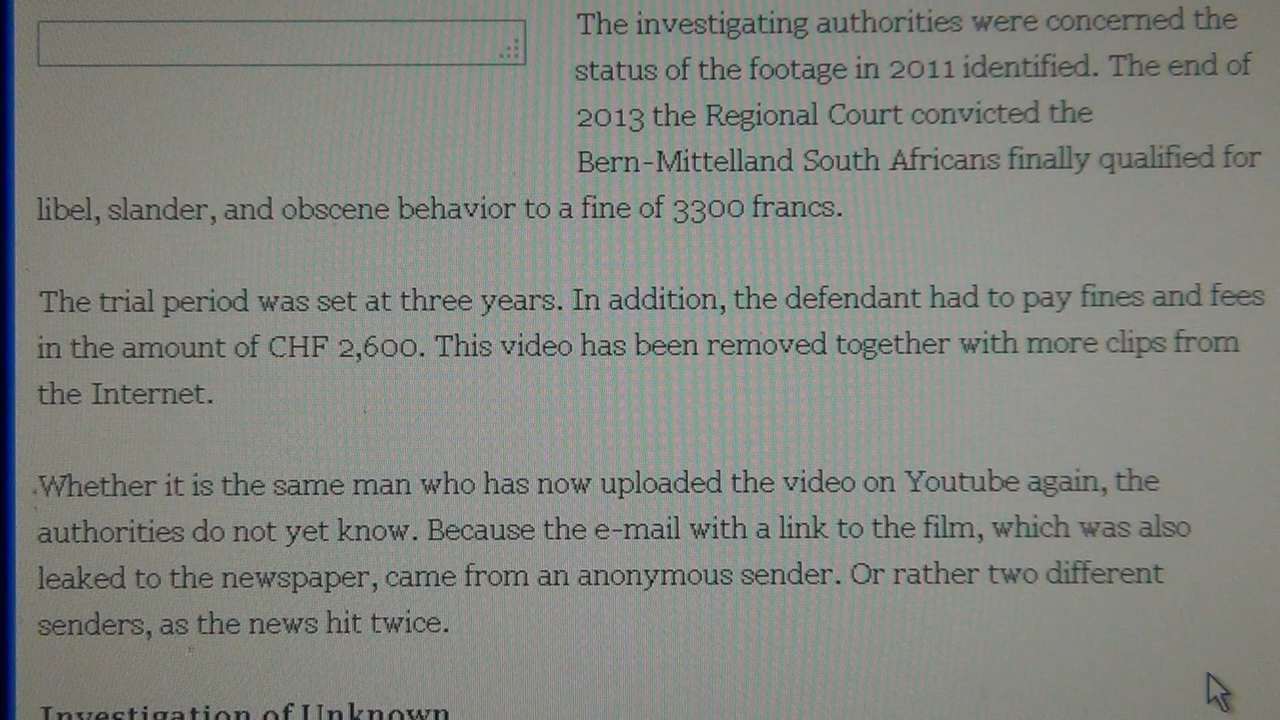 The investigating authorities were concerned the
status of the footage in 2011 identified. The end of
2013 the Regional Court convicted the
Bern-Mittelland South Africans finally qualified for
libel, slander, and obscene behavior to a fine of 3300 francs.
The trial period was set at three years. In addition, the defendant had to pay fines and fees
in the amount of CHF 2,600. This video has been removed together with more clips from
the Internet.
Whether it is the same man who has now uploaded the video on Youtube again, the
authorities do not yet know. Because the e-mail with a link to the film, which was also
leaked to the newspaper, came from an anonymous sender. Or rather two different
senders, as the news hit twice.
Investigation of Unknown